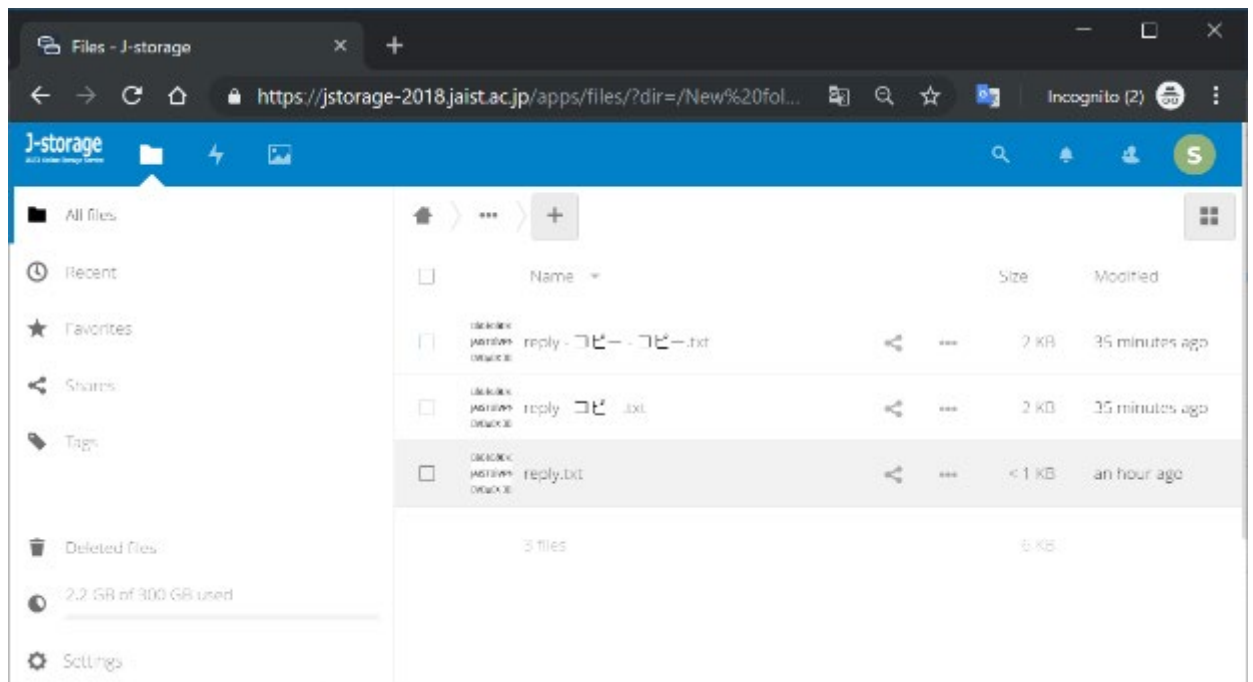 Files - J-storage
https://jstorage-2018.jaist.ac.jp/apps/files/?dir=/New%20fol...
Incognito (2)
J-storage
S
All files
Recent
Name
Size
Modified
Favorites
reply - コピー - コピー.txt
2 KB
35 minutes ago
Shares
reply コピ .txt
2 KB
35 minutes ago
Tags
reply.txt
< 1 KB
an hour ago
Deleted files
3 files
6 KB
2.2 GB of 300 GB used
Settings